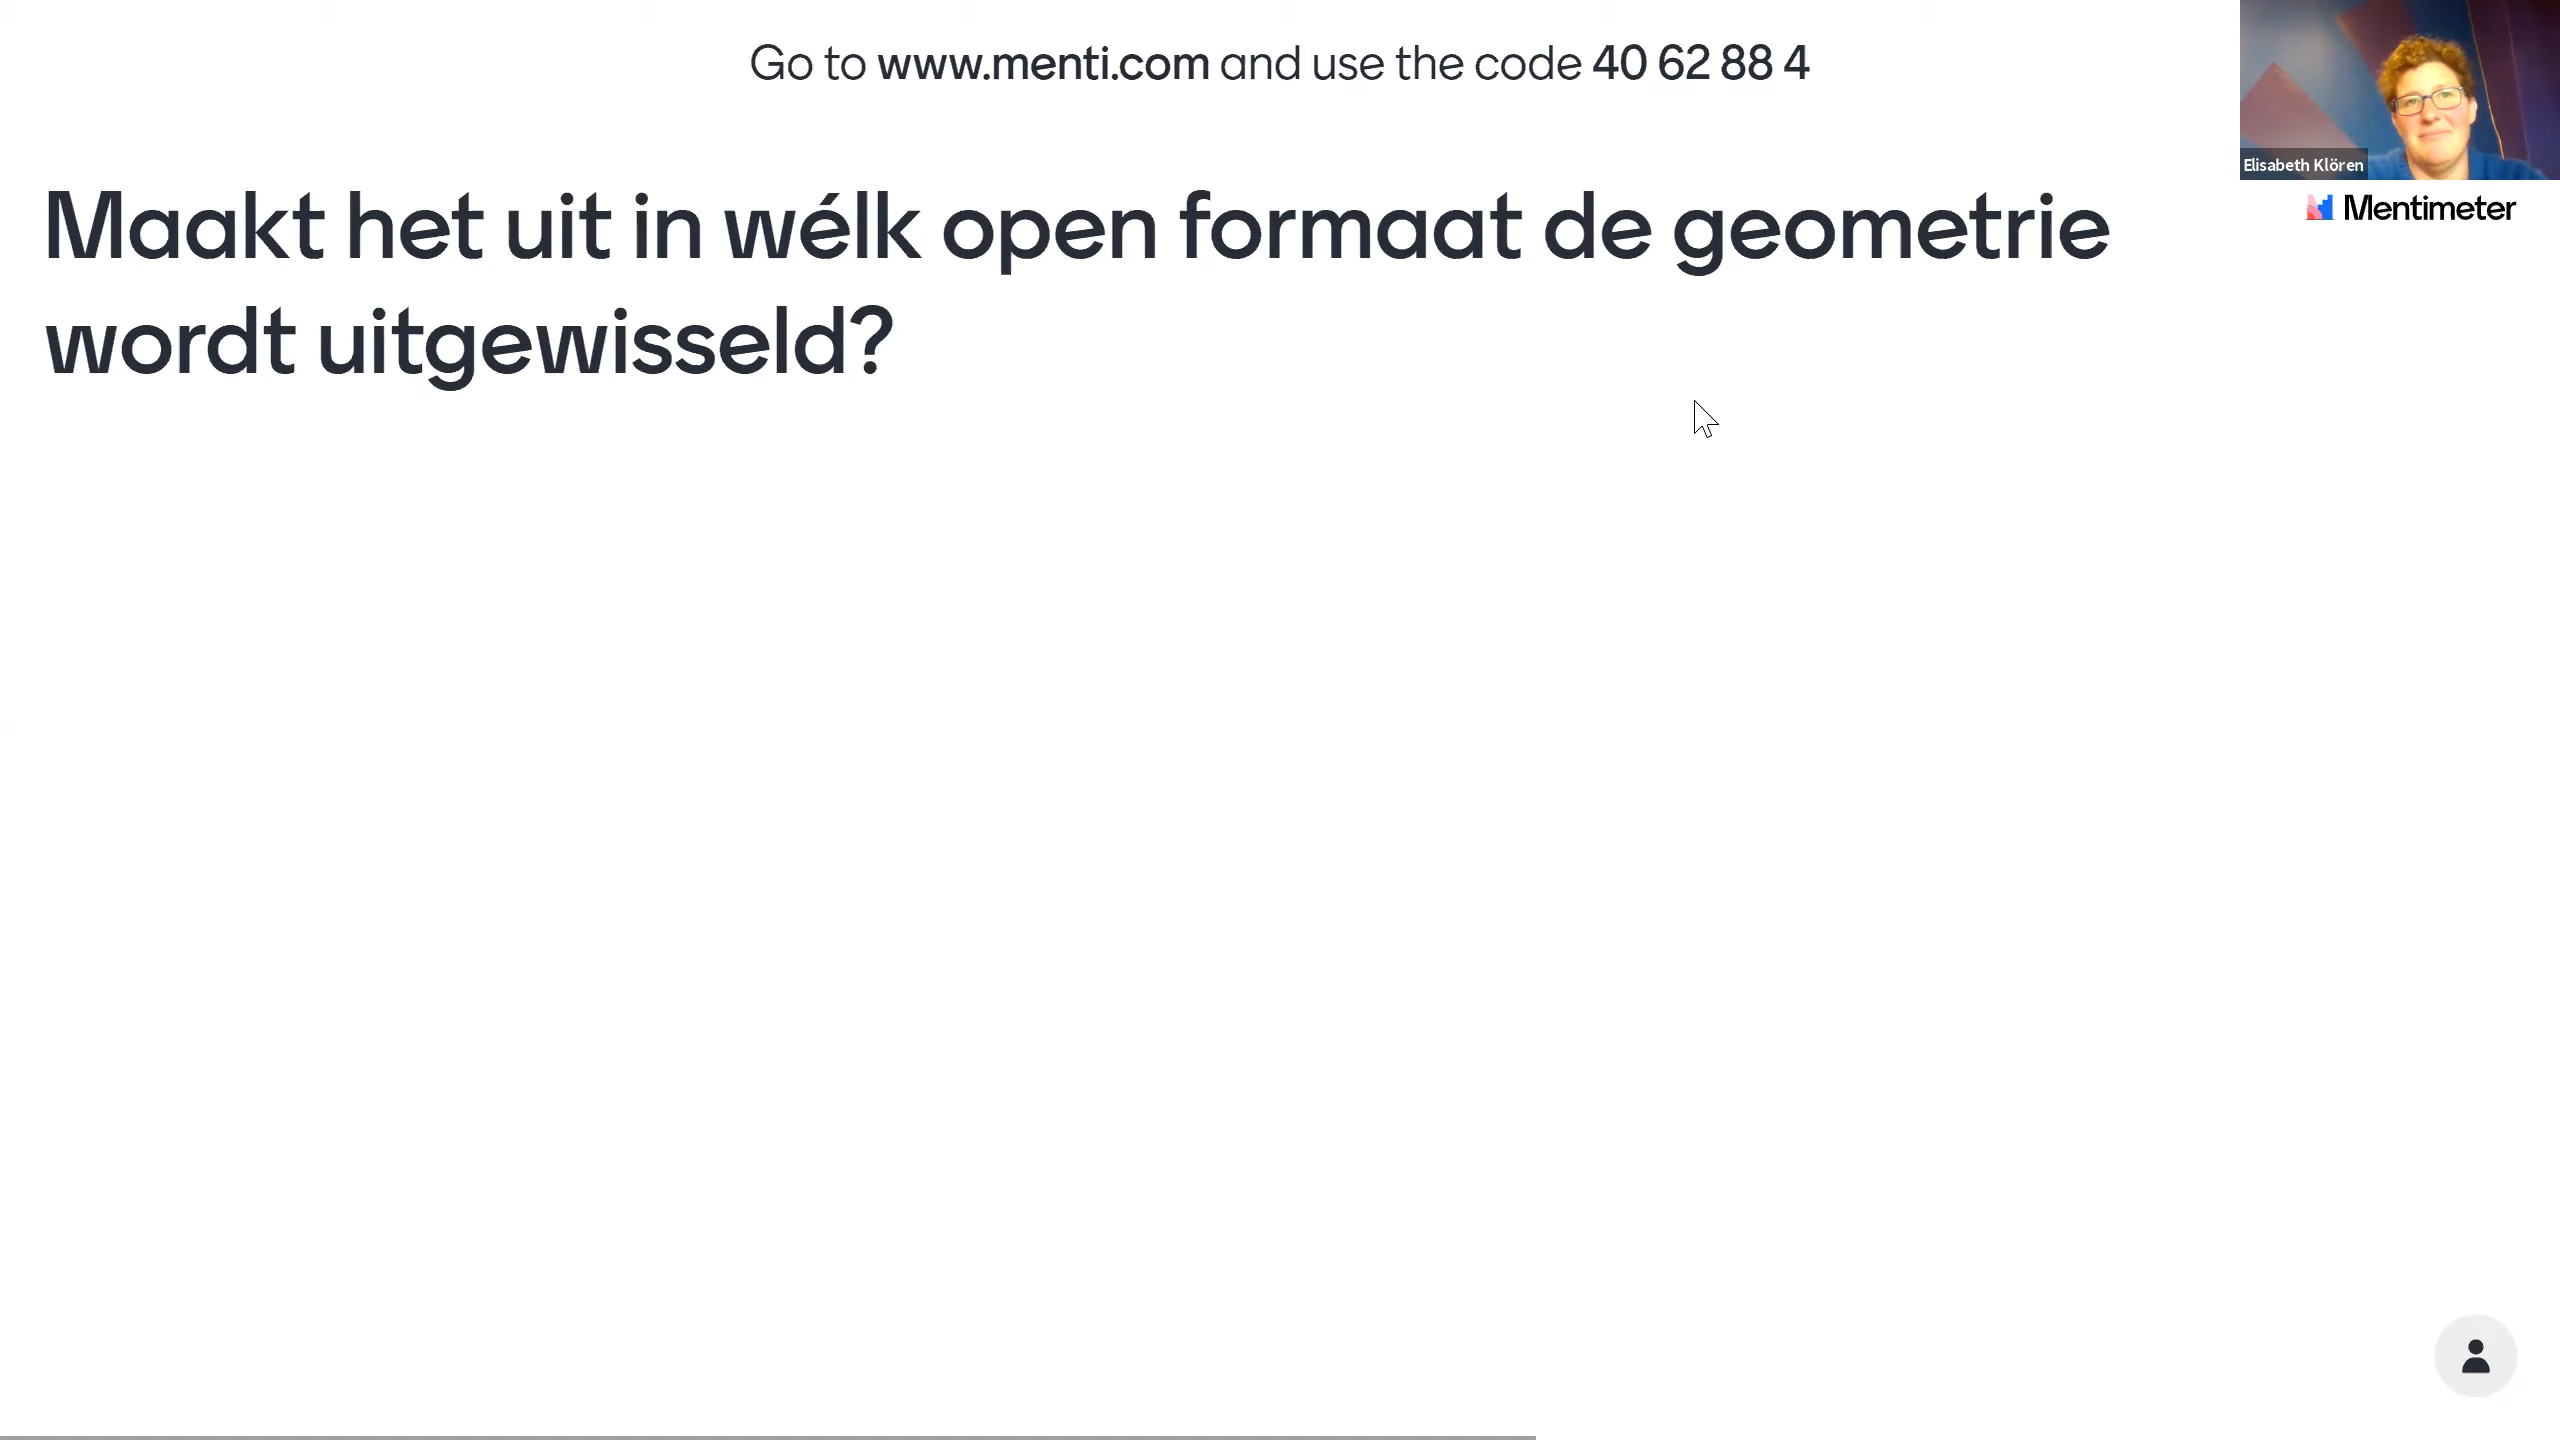 Go to www.menti.com and use the code 40 62 88 4
Elisabeth Klören
Mentimeter
Maakt het uit in wélk open formaat de geometrie
wordt uitgewisseld?